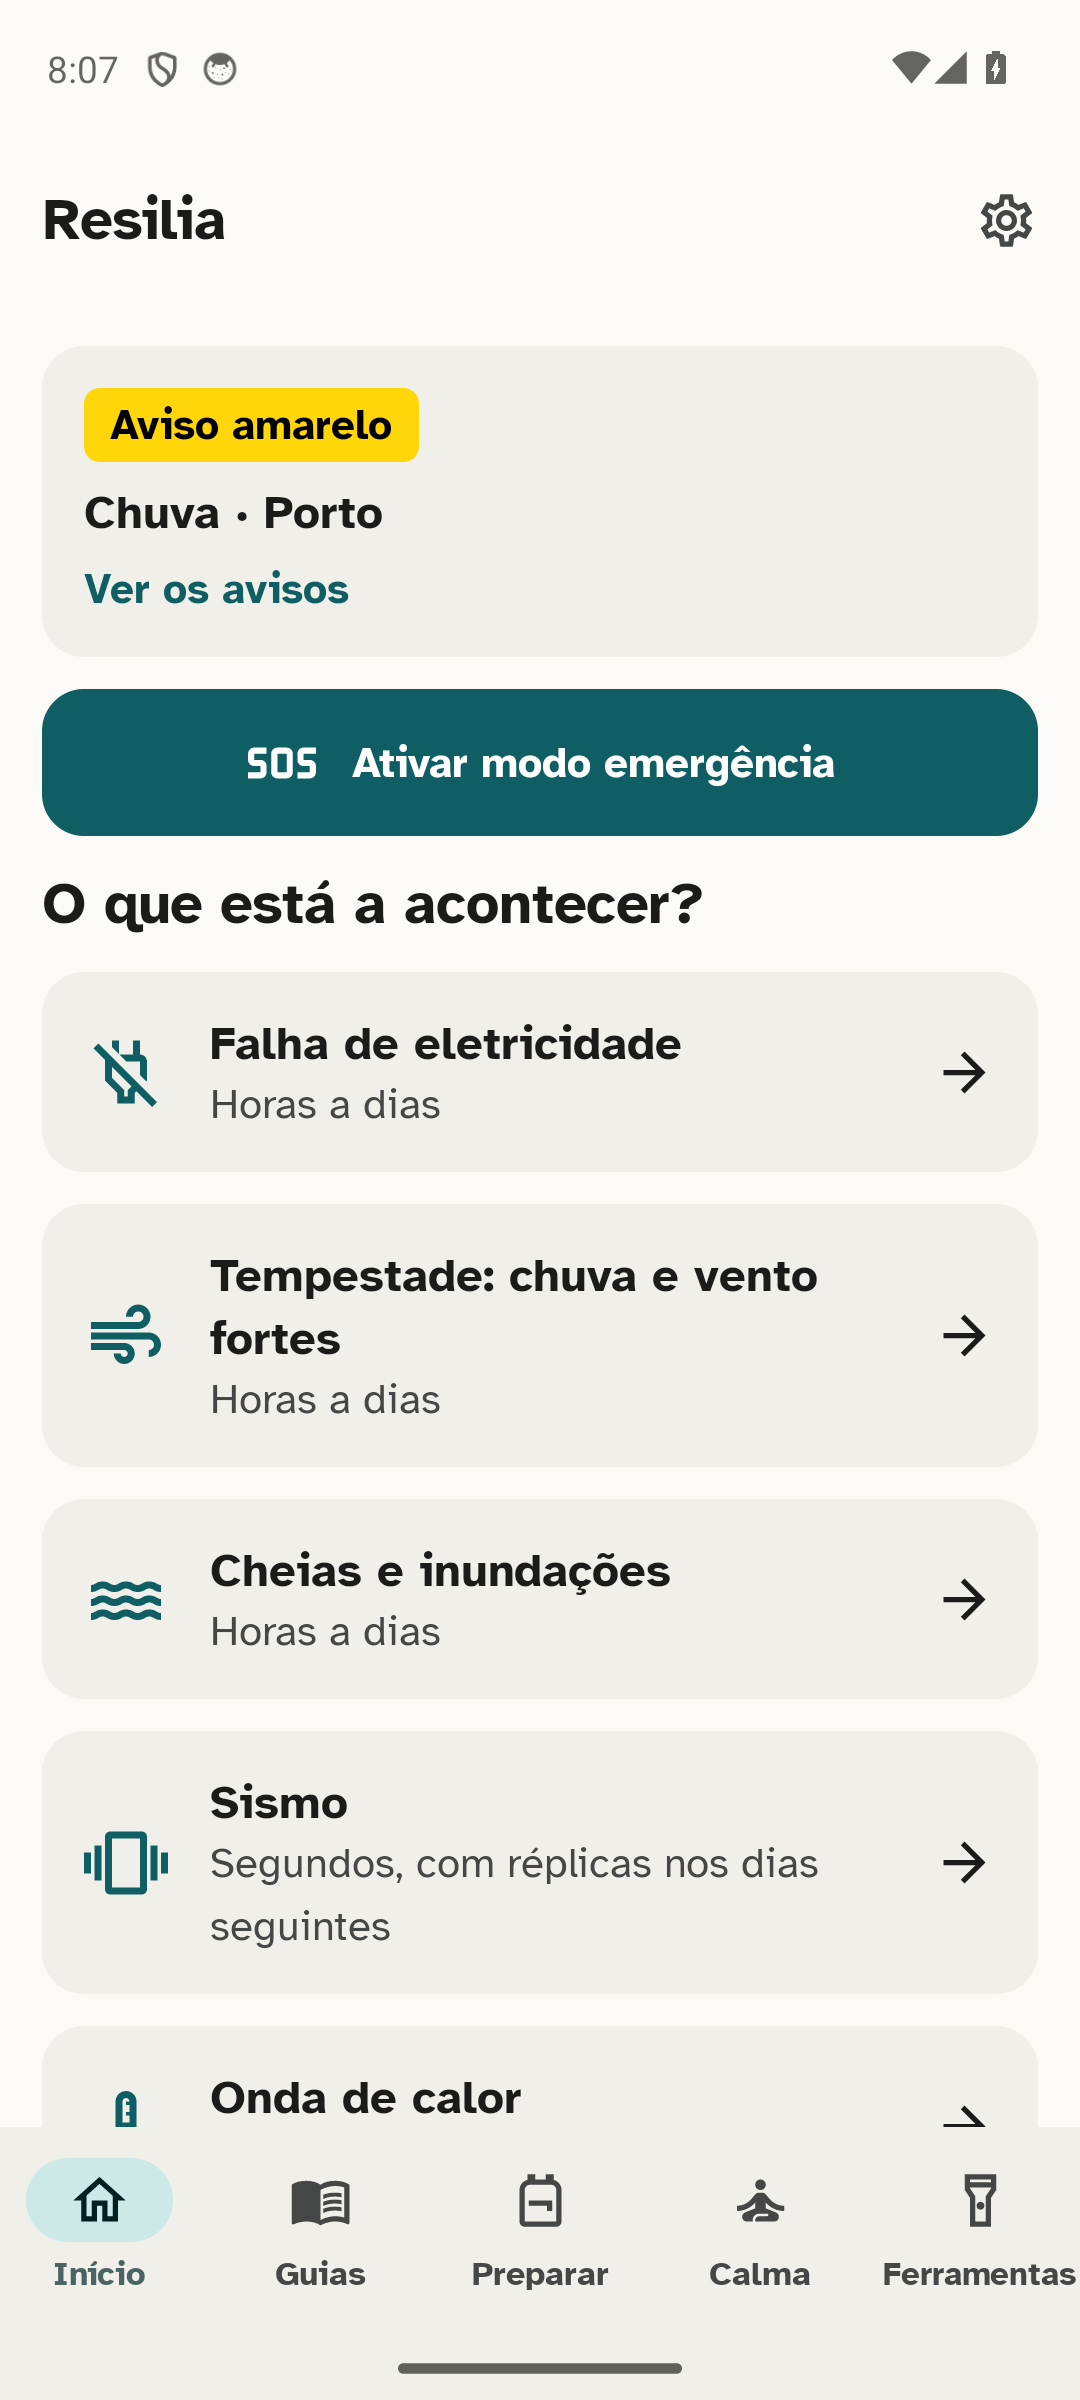 8:07
Resilia
Aviso amarelo
Chuva · Porto
Ver os avisos
SOS Ativar modo emergência
O que está a acontecer?
Falha de eletricidade
Horas a dias
Tempestade: chuva e vento
fortes
Horas a dias
Cheias e inundações
Horas a dias
Sismo
Segundos, com réplicas nos dias
seguintes
Onda de calor
Início Guias Preparar Calma Ferramentas